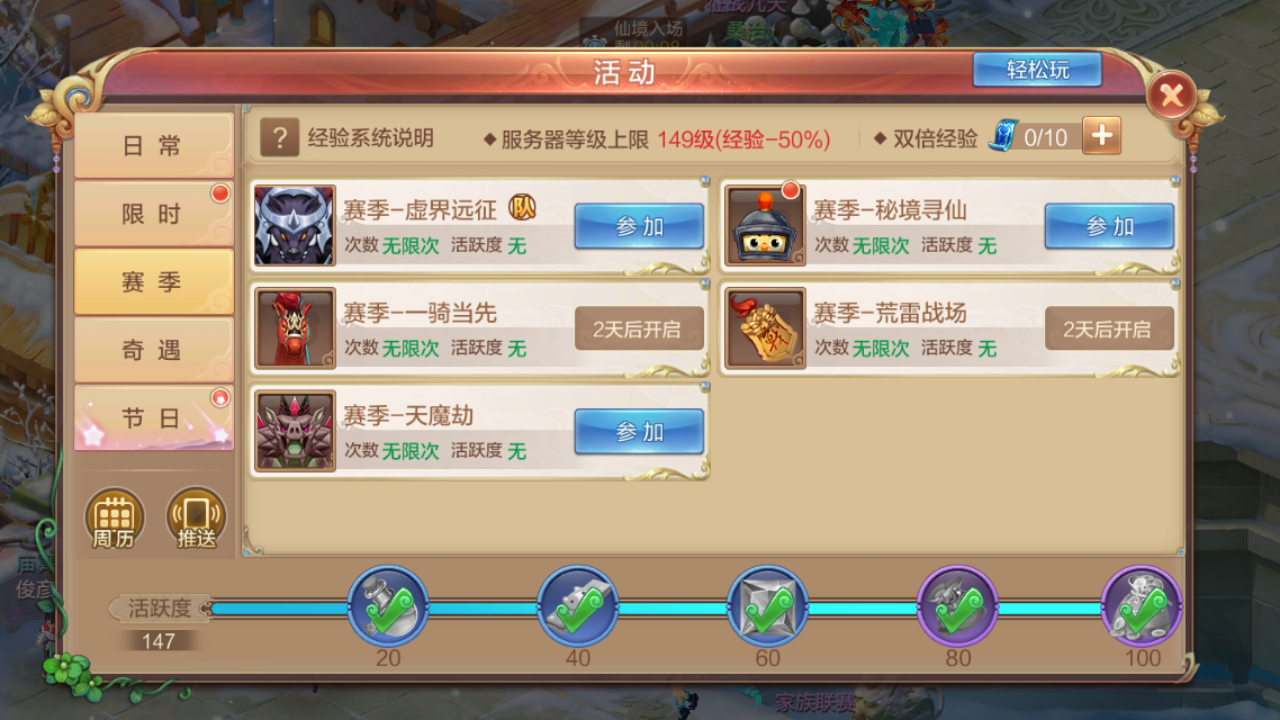 仙境入场
活动
轻松玩
日常
限时
赛季
奇遇
节日
周历
推送
? 经验系统说明
◆服务器等级上限 149级(经验-50%)
◆双倍经验 0/10 +
赛季-虚界远征 队
次数 无限次 活跃度 无
参加
赛季-秘境寻仙
次数 无限次 活跃度 无
参加
赛季-一骑当先
次数 无限次 活跃度 无
2天后开启
赛季-荒雷战场
次数 无限次 活跃度 无
2天后开启
赛季-天魔劫
次数 无限次 活跃度 无
参加
活跃度
147
20
40
60
80
100
俊彦
家族联赛